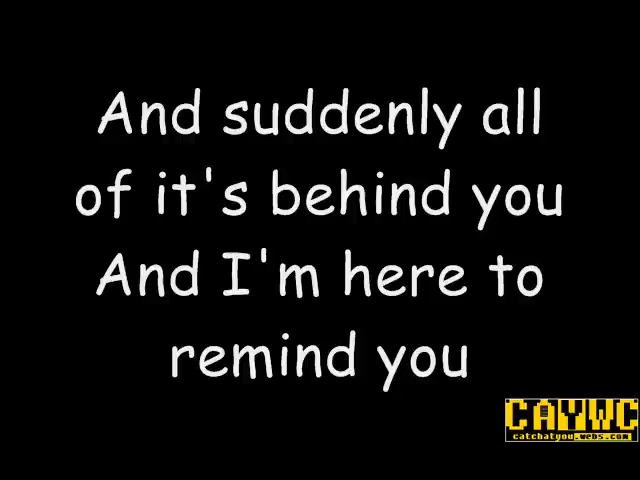 And suddenly all
of it's behind you
And I'm here to
remind you
CAYWC
catchatyou.webs.com